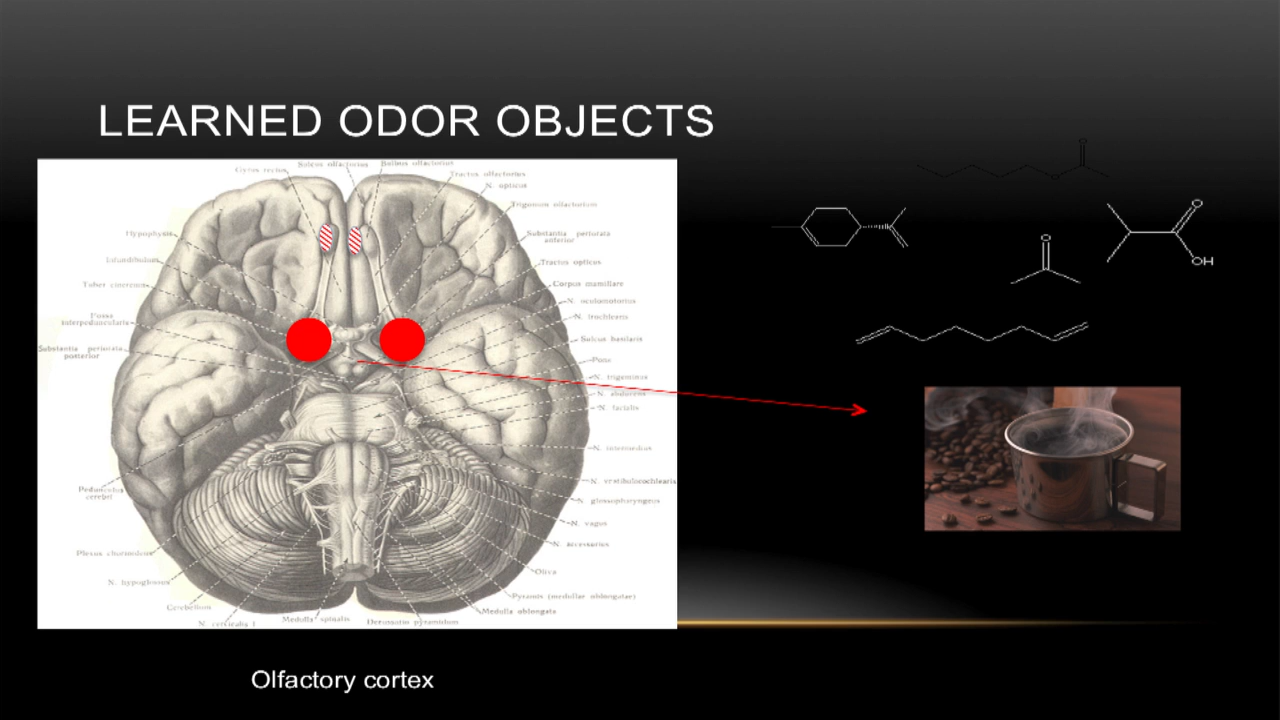 LEARNED ODOR OBJECTS
Gyrus rectus
Sulcus olfactorius
Bulbus olfactorius
Tractus olfactorius
N. opticus
Trigonum olfactorium
Hypophysis
Substantia perforata
anterior
Infundibulum
Tractus opticus
Tuber cinereum
Corpus mamillare
N. oculomotorius
Fossa
interpeduncularis
N. trochlearis
Substantia perforata
posterior
Pons
N. trigeminus
N. abducens
N. facialis
N. intermedius
N. vestibulocochlearis
Pedunculus
cerebri
N. glossopharyngeus
N. vagus
N. accessorius
Plexus chorioideus
Oliva
N. hypoglossus
Pyramis (medullae oblongatae)
Cerebellum
Medulla oblongata
N. cervicalis I
Medulla spinalis
Decussatio pyramidum
O
O
O
O
OH
Olfactory cortex